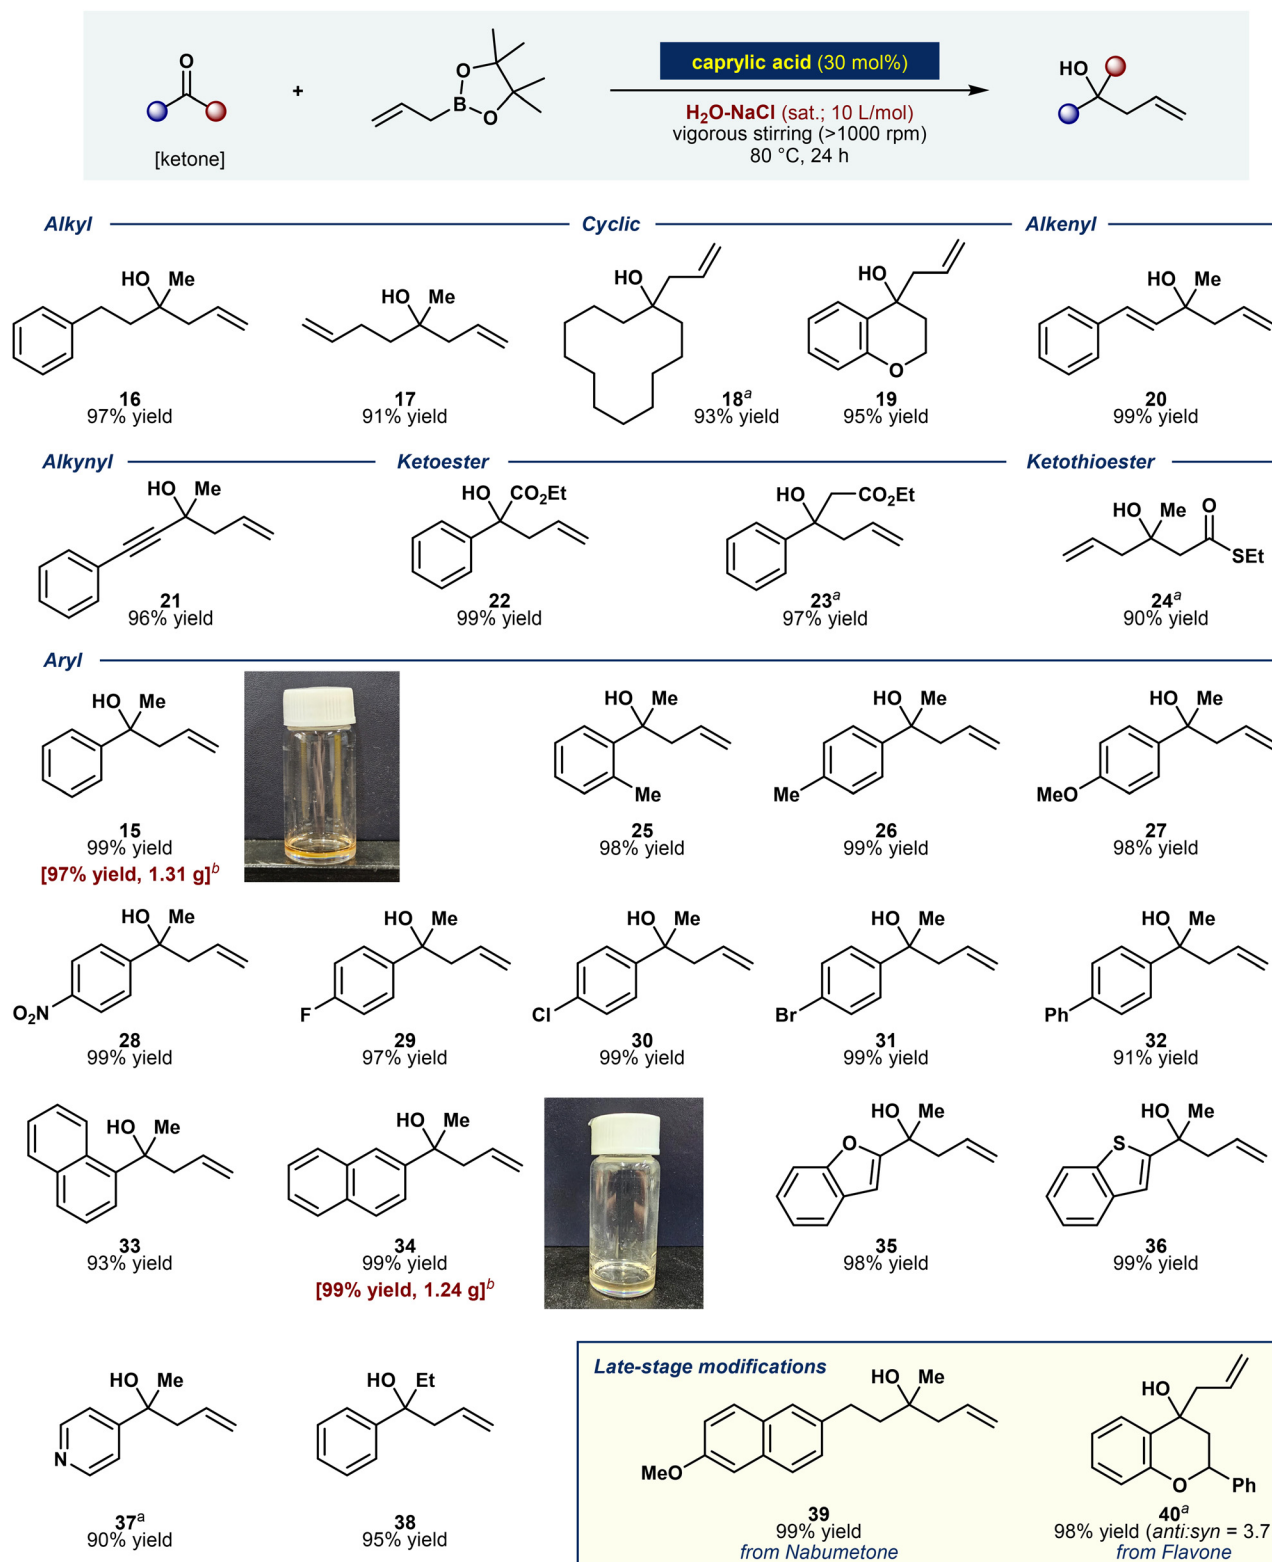 O
+
O
B
O
[ketone]
caprylic acid (30 mol%)
H₂O-NaCl (sat.; 10 L/mol)
vigorous stirring (>1000 rpm)
80 °C, 24 h
HO
Alkyl
Cyclic
Alkenyl
HO Me
16
97% yield
HO Me
17
91% yield
HO
18ᵃ
93% yield
HO
O
19
95% yield
HO Me
20
99% yield
Alkynyl
Ketoester
Ketothioester
HO Me
21
96% yield
HO CO₂Et
22
99% yield
HO CO₂Et
23ᵃ
97% yield
HO Me O
SEt
24ᵃ
90% yield
Aryl
HO Me
15
99% yield
[97% yield, 1.31 g]ᵇ
HO Me
Me
25
98% yield
HO Me
Me
26
99% yield
HO Me
MeO
27
98% yield
HO Me
O₂N
28
99% yield
HO Me
F
29
97% yield
HO Me
Cl
30
99% yield
HO Me
Br
31
99% yield
HO Me
Ph
32
91% yield
HO Me
33
93% yield
HO Me
34
99% yield
[99% yield, 1.24 g]ᵇ
HO Me
O
35
98% yield
HO Me
S
36
99% yield
HO Me
N
37ᵃ
90% yield
HO Et
38
95% yield
Late-stage modifications
HO Me
MeO
39
99% yield
from Nabumetone
HO
O
Ph
40ᵃ
98% yield (anti:syn = 3.7
from Flavone